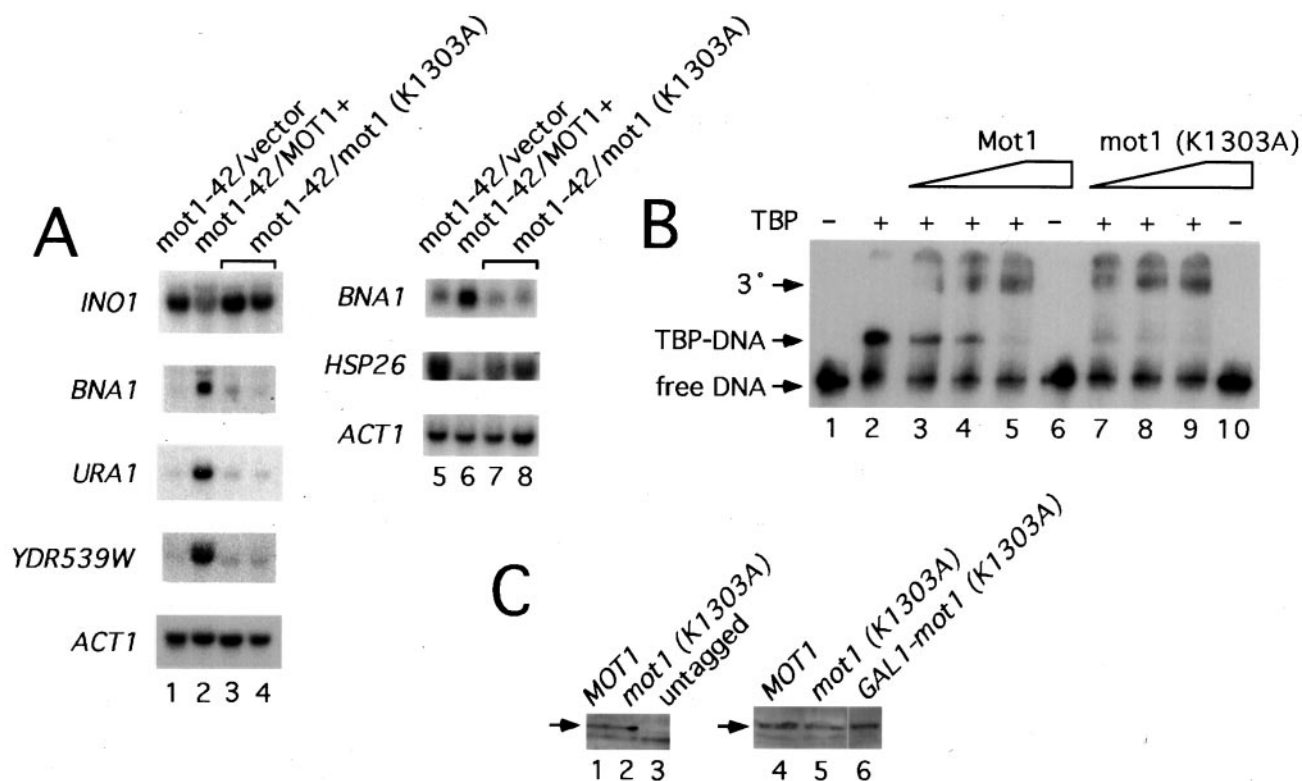 A
mot1-42/vector
mot1-42/MOT1+
mot1-42/mot1 (K1303A)
INO1
BNA1
URA1
YDR539W
ACT1
1 2 3 4
mot1-42/vector
mot1-42/MOT1+
mot1-42/mot1 (K1303A)
BNA1
HSP26
ACT1
5 6 7 8
B
Mot1 mot1 (K1303A)
TBP - + + + + - + + + -
3°
TBP-DNA
free DNA
1 2 3 4 5 6 7 8 9 10
C
MOT1
mot1 (K1303A)
untagged
1 2 3
MOT1
mot1 (K1303A)
GAL1-mot1 (K1303A)
4 5 6